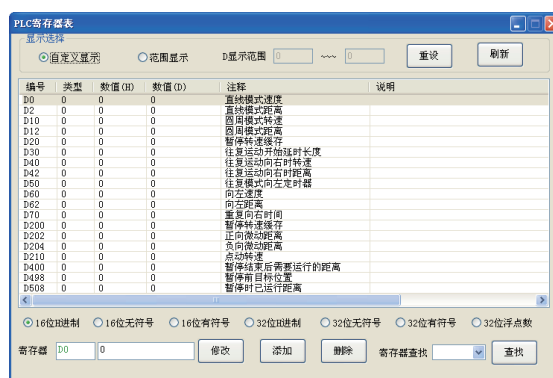 PLC寄存器表
显示选择
自定义显示 范围显示 D显示范围 0 ~~~ 0 重设 刷新
编号 类型 数值(H) 数值(D) 注释 说明
D0 0 0 0 直线模式速度
D2 0 0 0 直线模式距离
D10 0 0 0 圆周模式转速
D12 0 0 0 圆周模式距离
D20 0 0 0 暂停转速缓存
D30 0 0 0 往复运动开始延时长度
D40 0 0 0 往复运动向右时转速
D42 0 0 0 往复运动向右时距离
D50 0 0 0 往复模式向左定时器
D60 0 0 0 向左速度
D62 0 0 0 向左距离
D70 0 0 0 重复向右时间
D200 0 0 0 暂停转速缓存
D202 0 0 0 正向微动距离
D204 0 0 0 负向微动距离
D210 0 0 0 点动转速
D400 0 0 0 暂停结束后需要运行的距离
D498 0 0 0 暂停前目标位置
D508 0 0 0 暂停时已运行距离
16位H进制 16位无符号 16位有符号 32位H进制 32位无符号 32位有符号 32位浮点数
寄存器 D0 0 修改 添加 删除 寄存器查找 查找